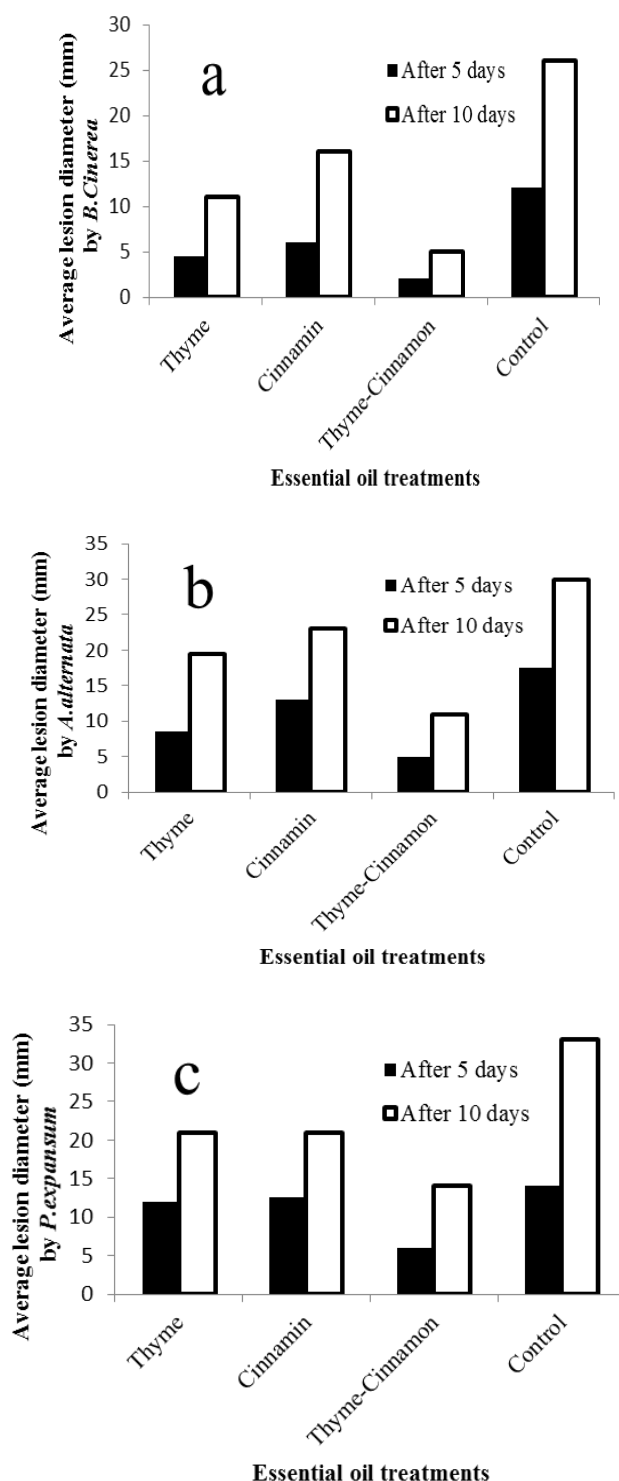 Average lesion diameter (mm)
by B.Cinerea
30
25
20
15
10
5
0
a
After 5 days
After 10 days
Thyme
Cinnamin
Thyme-Cinnamon
Control
Essential oil treatments
Average lesion diameter (mm)
by A.alternata
35
30
25
20
15
10
5
0
b
After 5 days
After 10 days
Thyme
Cinnamin
Thyme-Cinnamon
Control
Essential oil treatments
Average lesion diameter (mm)
by P.expansum
35
30
25
20
15
10
5
0
c
After 5 days
After 10 days
Thyme
Cinnamin
Thyme-Cinnamon
Control
Essential oil treatments